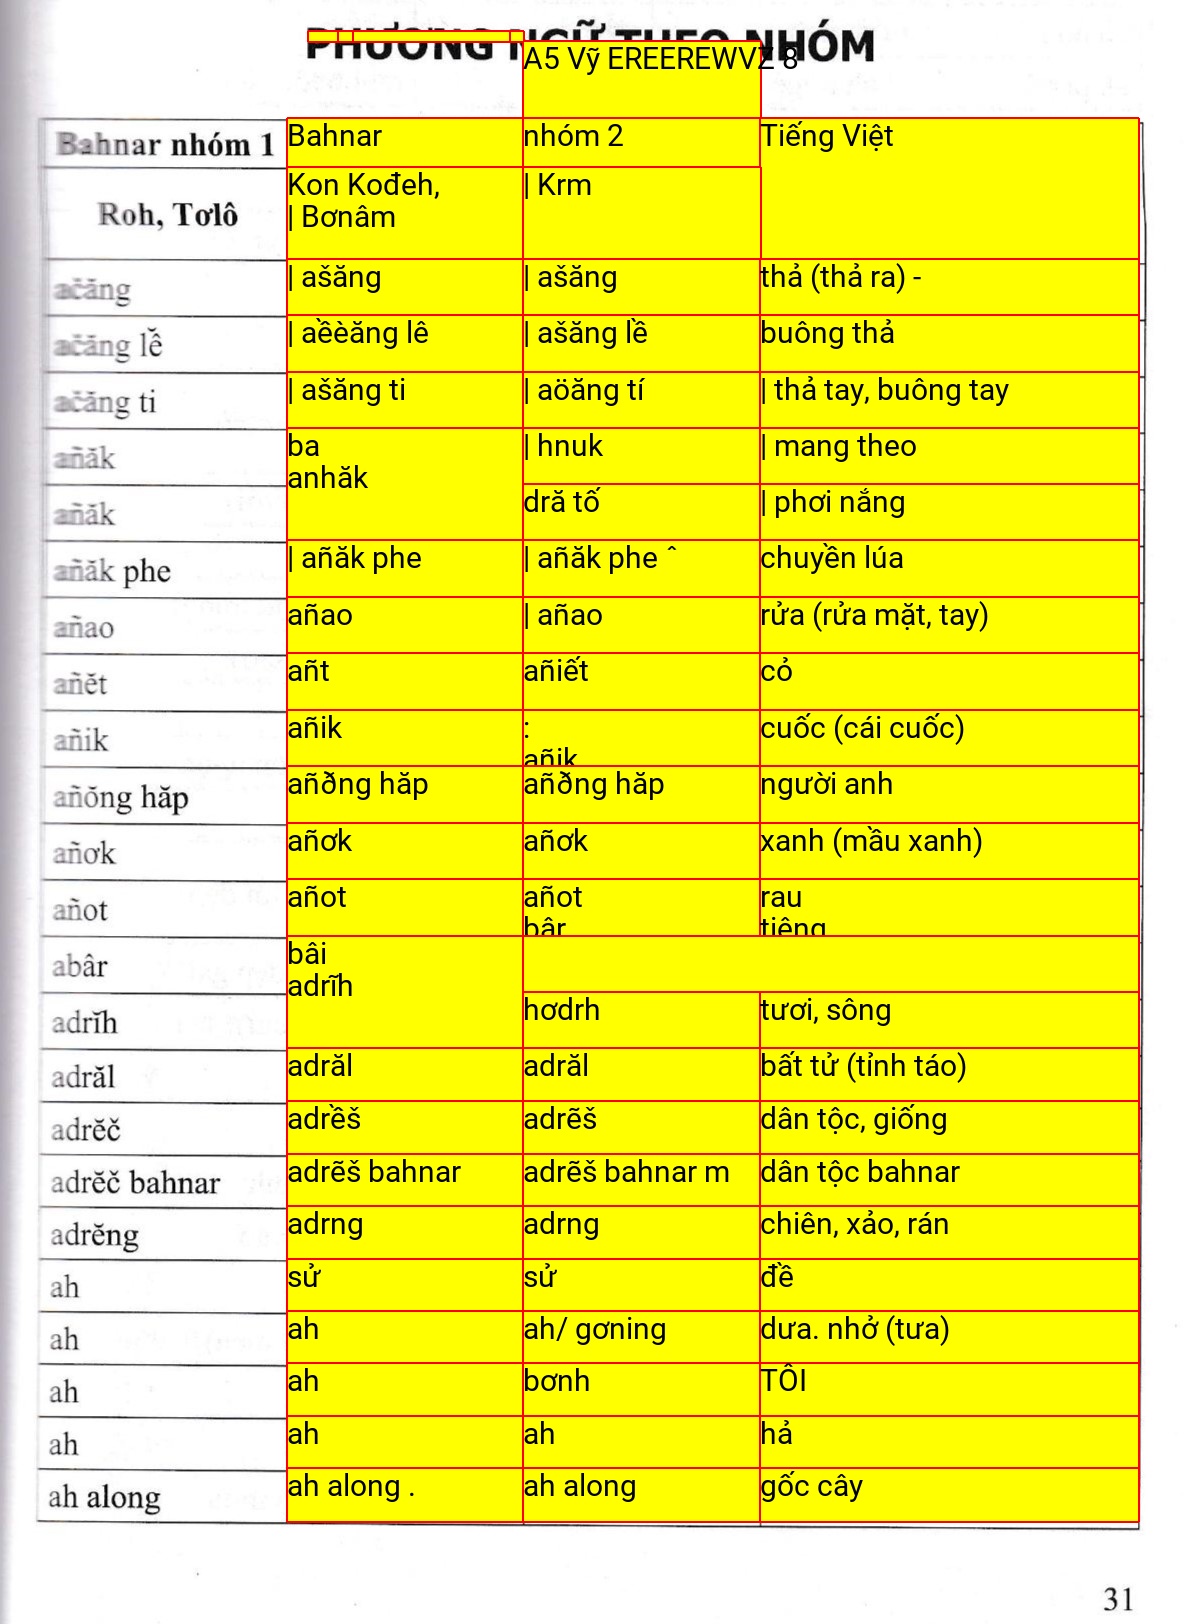 PHƯƠNG NGỮ THEO NHÓM
A5 Vỹ EREEREWVZ 8
Bahnar nhóm 1 Bahnar nhóm 2 Tiếng Việt
Roh, Tơlô Kon Kođeh, | Krm
| Bơnâm
ačăng | ašăng | ašăng thả (thả ra) -
ačăng lẽ̆ | aềèăng lê | ašăng lề buông thả
ačăng ti | ašăng ti | aöăng tí | thả tay, buông tay
añăk ba | hnuk | mang theo
anhăk
añăk dră tố | phơi nắng
añăk phe | añăk phe | añăk phe ˆ chuyền lúa
añao añao | añao rửa (rửa mặt, tay)
añĕt añt añiết cỏ
añik añik : cuốc (cái cuốc)
añik
añŏng hăp añðng hăp añðng hăp người anh
añơk añơk añơk xanh (mầu xanh)
añot añot añot rau
bâr tiêng
abâr bâi
adrĩh
adrĭh hơdrh tươi, sông
adrăl adrăl adrăl bất tử (tỉnh táo)
adrĕč adrềš adrẽš dân tộc, giống
adrĕč bahnar adrẽš bahnar adrẽš bahnar m dân tộc bahnar
adrĕng adrng adrng chiên, xảo, rán
ah sử sử đề
ah ah ah/ gơning dưa. nhở (tưa)
ah ah bơnh TÔI
ah ah ah hả
ah along ah along . ah along gốc cây
31